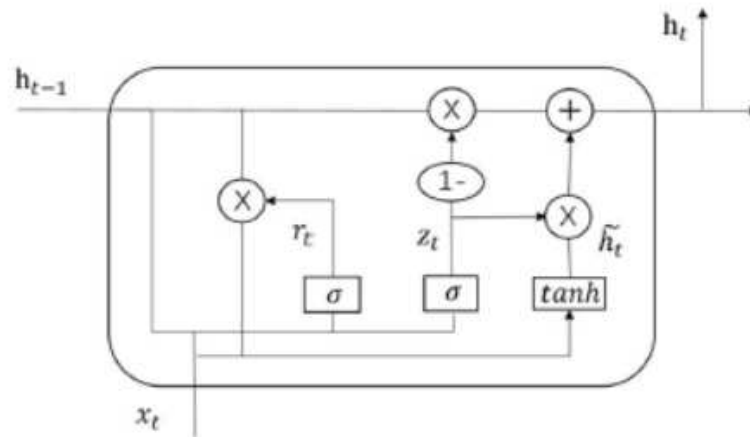 h_t
h_{t-1}
X
+
1-
X
X
r_t
z_t
h̃_t
σ
σ
tanh
x_t